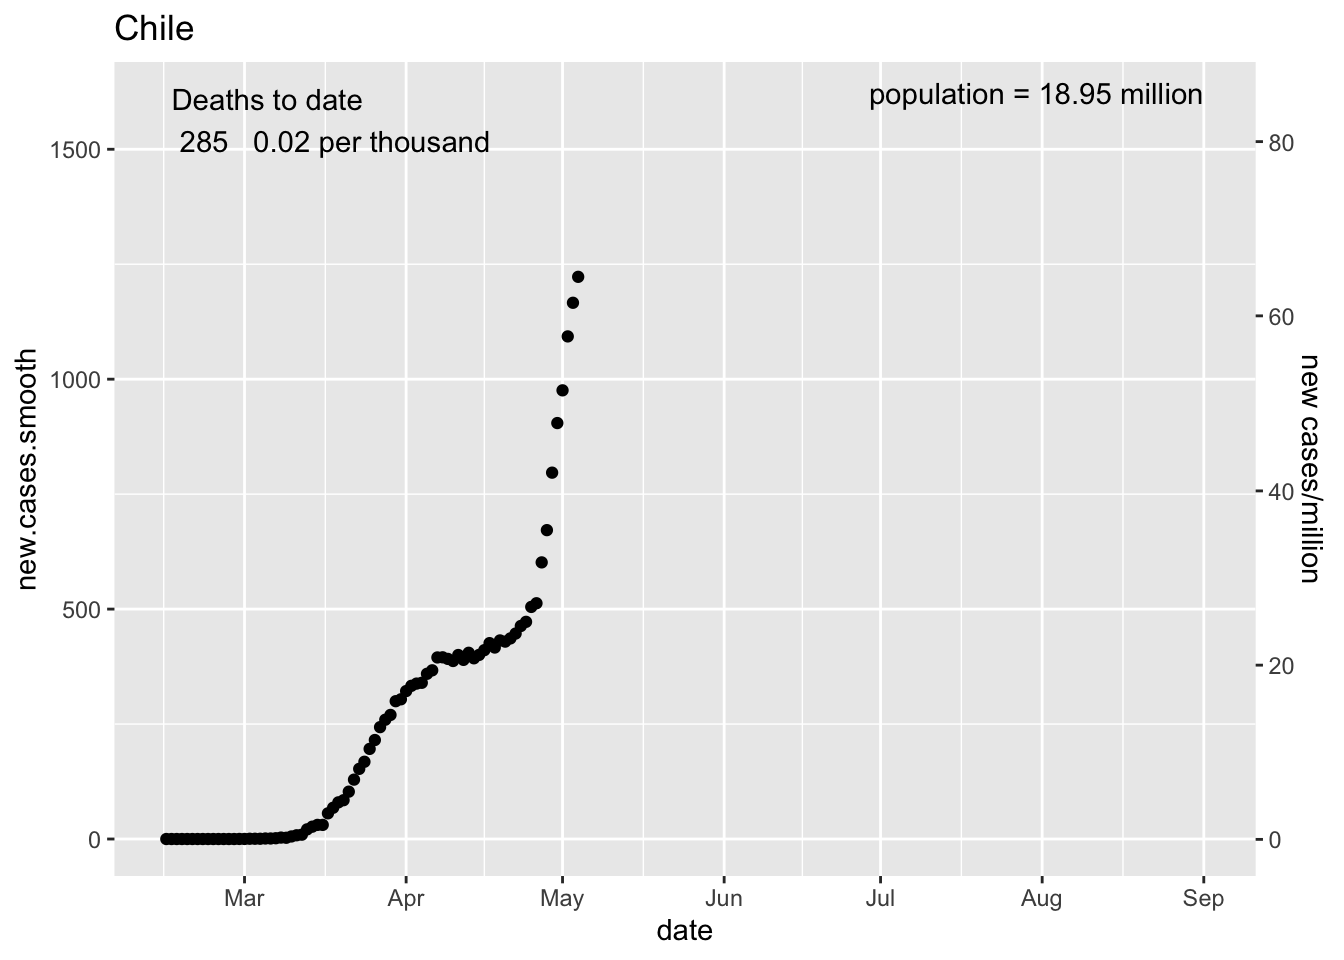 Chile
Deaths to date
285 0.02 per thousand
population = 18.95 million
new.cases.smooth
1500
1000
500
0
80
60
40
20
0
new cases/million
Mar Apr May Jun Jul Aug Sep
date